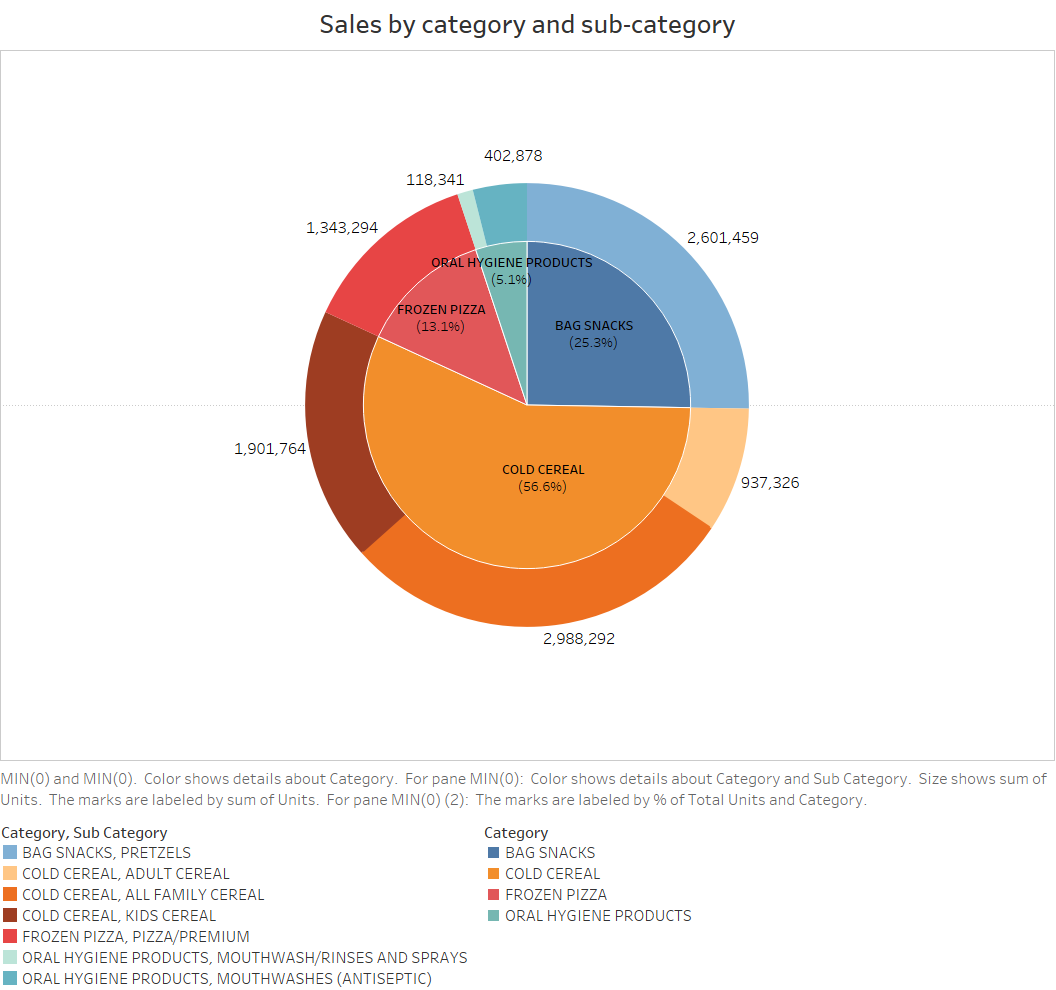 Sales by category and sub-category
402,878
118,341
1,343,294
2,601,459
ORAL HYGIENE PRODUCTS
(5.1%)
FROZEN PIZZA
(13.1%)
BAG SNACKS
(25.3%)
1,901,764
COLD CEREAL
(56.6%)
937,326
2,988,292
MIN(0) and MIN(0).  Color shows details about Category.  For pane MIN(0):  Color shows details about Category and Sub Category.  Size shows sum of
Units.  The marks are labeled by sum of Units.  For pane MIN(0) (2):  The marks are labeled by % of Total Units and Category.
Category, Sub Category
BAG SNACKS, PRETZELS
COLD CEREAL, ADULT CEREAL
COLD CEREAL, ALL FAMILY CEREAL
COLD CEREAL, KIDS CEREAL
FROZEN PIZZA, PIZZA/PREMIUM
ORAL HYGIENE PRODUCTS, MOUTHWASH/RINSES AND SPRAYS
ORAL HYGIENE PRODUCTS, MOUTHWASHES (ANTISEPTIC)
Category
BAG SNACKS
COLD CEREAL
FROZEN PIZZA
ORAL HYGIENE PRODUCTS